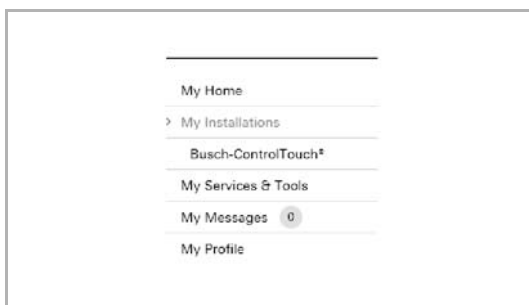 My Home
> My Installations
Busch-ControlTouch®
My Services & Tools
My Messages 0
My Profile